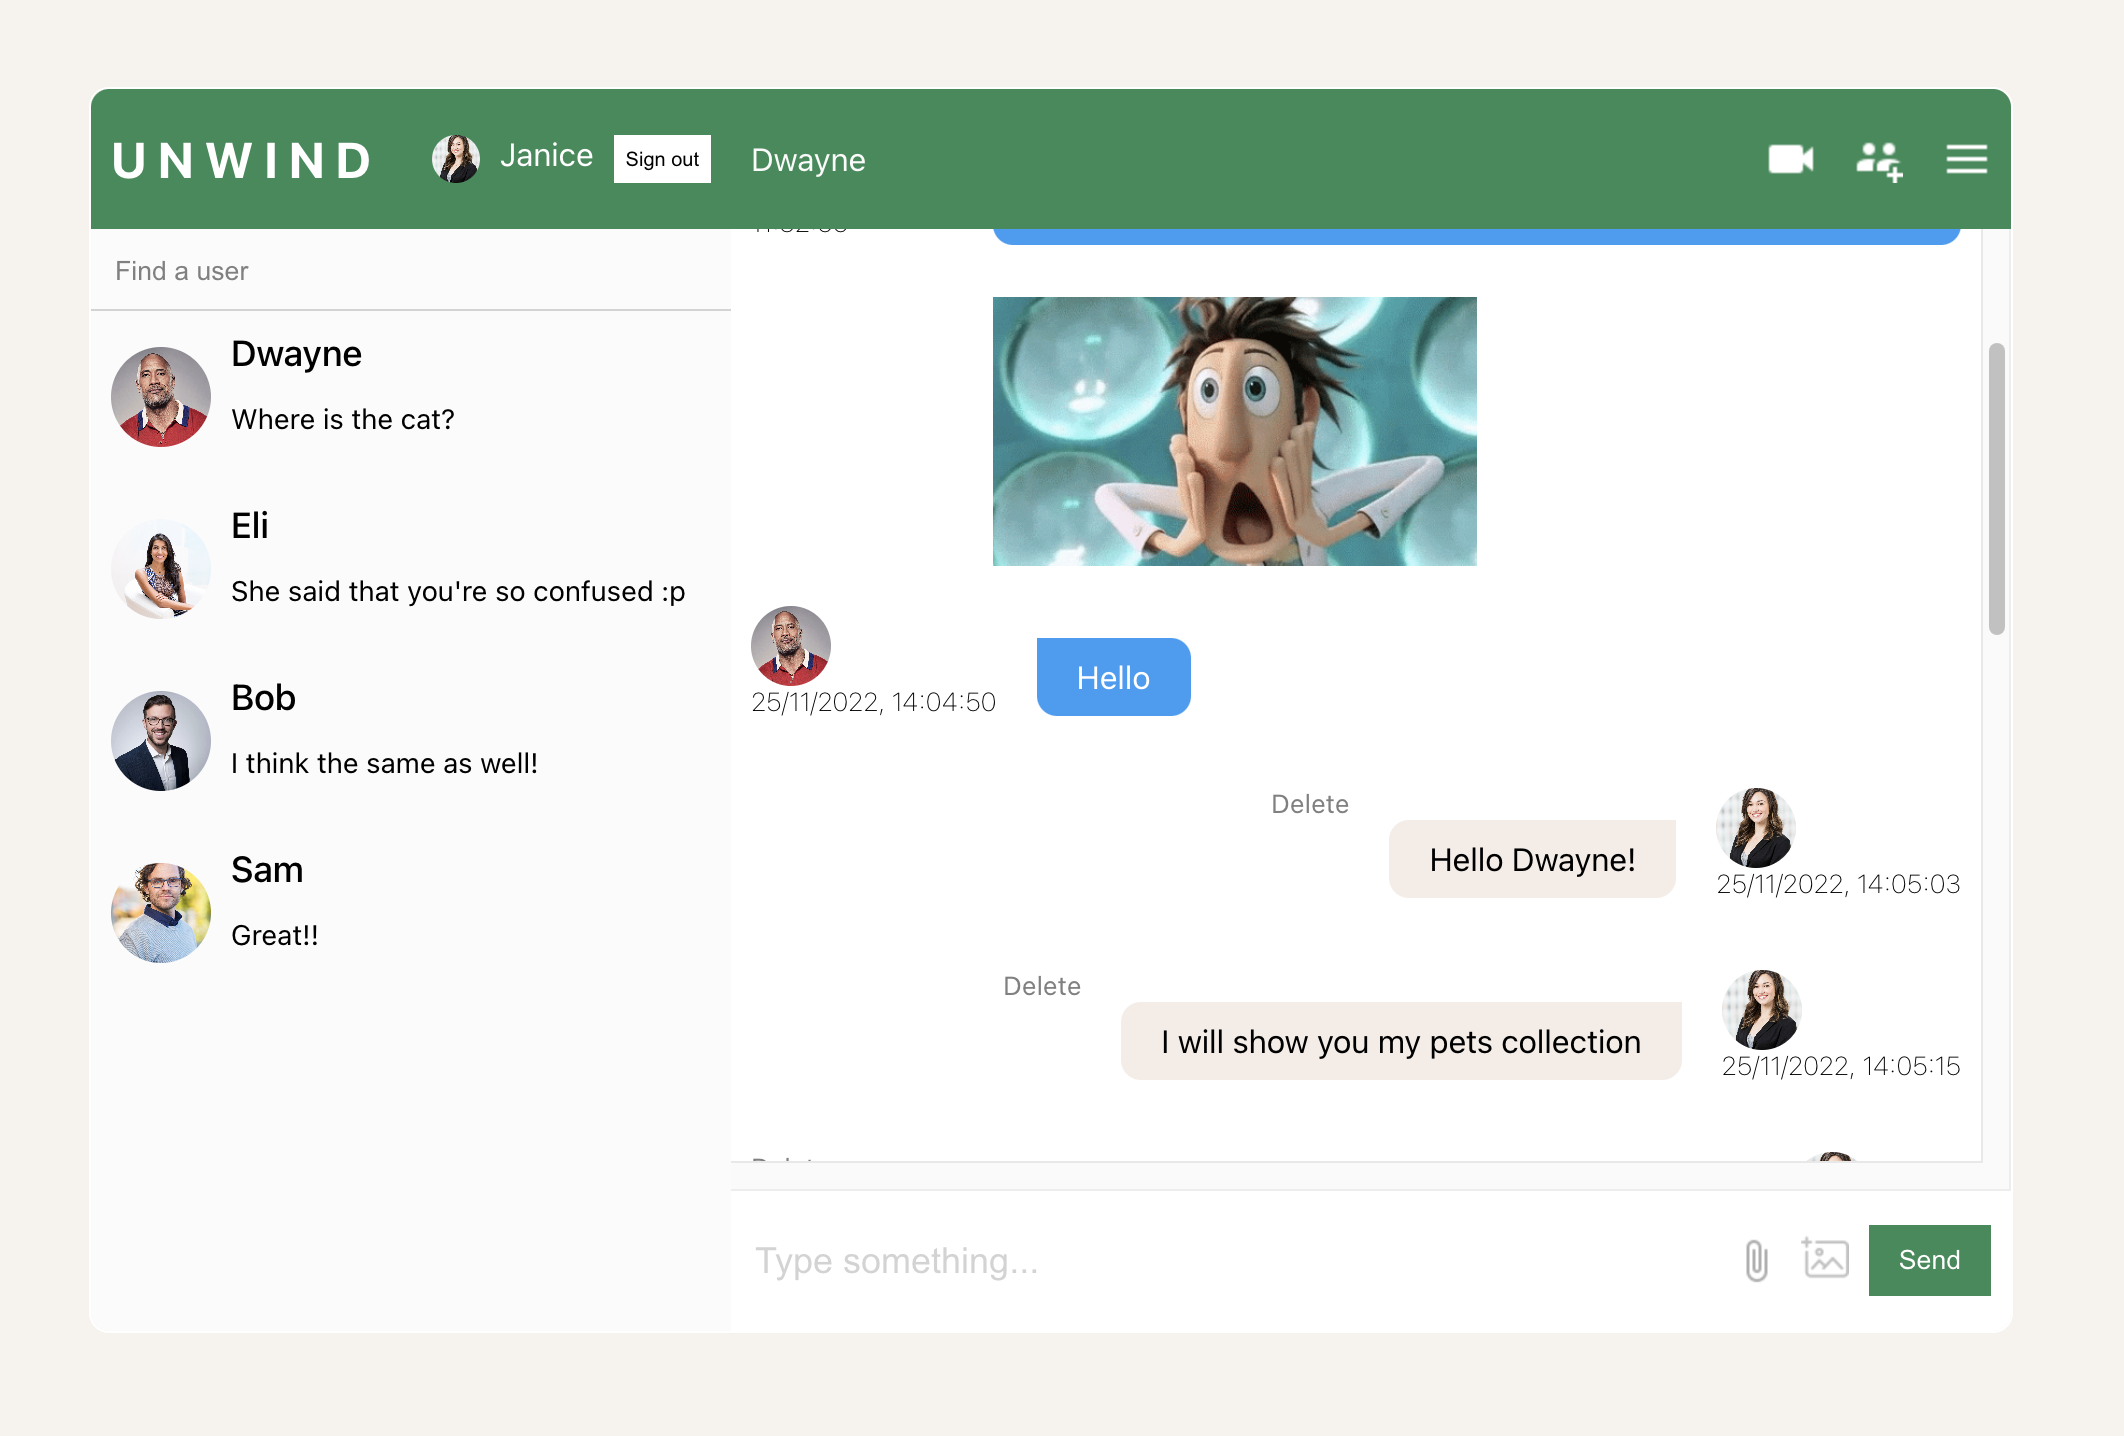 UNWIND
Janice
Sign out
Dwayne
Find a user
Dwayne
Where is the cat?
Eli
She said that you're so confused :p
Bob
I think the same as well!
Sam
Great!!
25/11/2022, 14:04:50
Hello
Delete
Hello Dwayne!
25/11/2022, 14:05:03
Delete
I will show you my pets collection
25/11/2022, 14:05:15
Type something...
Send